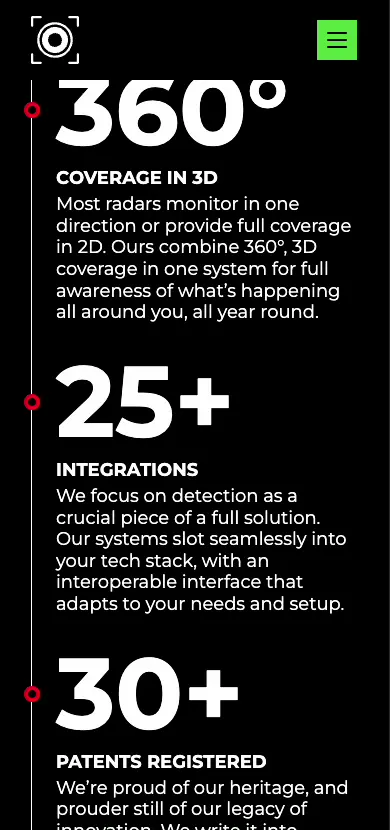 360°
COVERAGE IN 3D
Most radars monitor in one
direction or provide full coverage
in 2D. Ours combine 360°, 3D
coverage in one system for full
awareness of what’s happening
all around you, all year round.
25+
INTEGRATIONS
We focus on detection as a
crucial piece of a full solution.
Our systems slot seamlessly into
your tech stack, with an
interoperable interface that
adapts to your needs and setup.
30+
PATENTS REGISTERED
We’re proud of our heritage, and
prouder still of our legacy of
innovation. We write it into